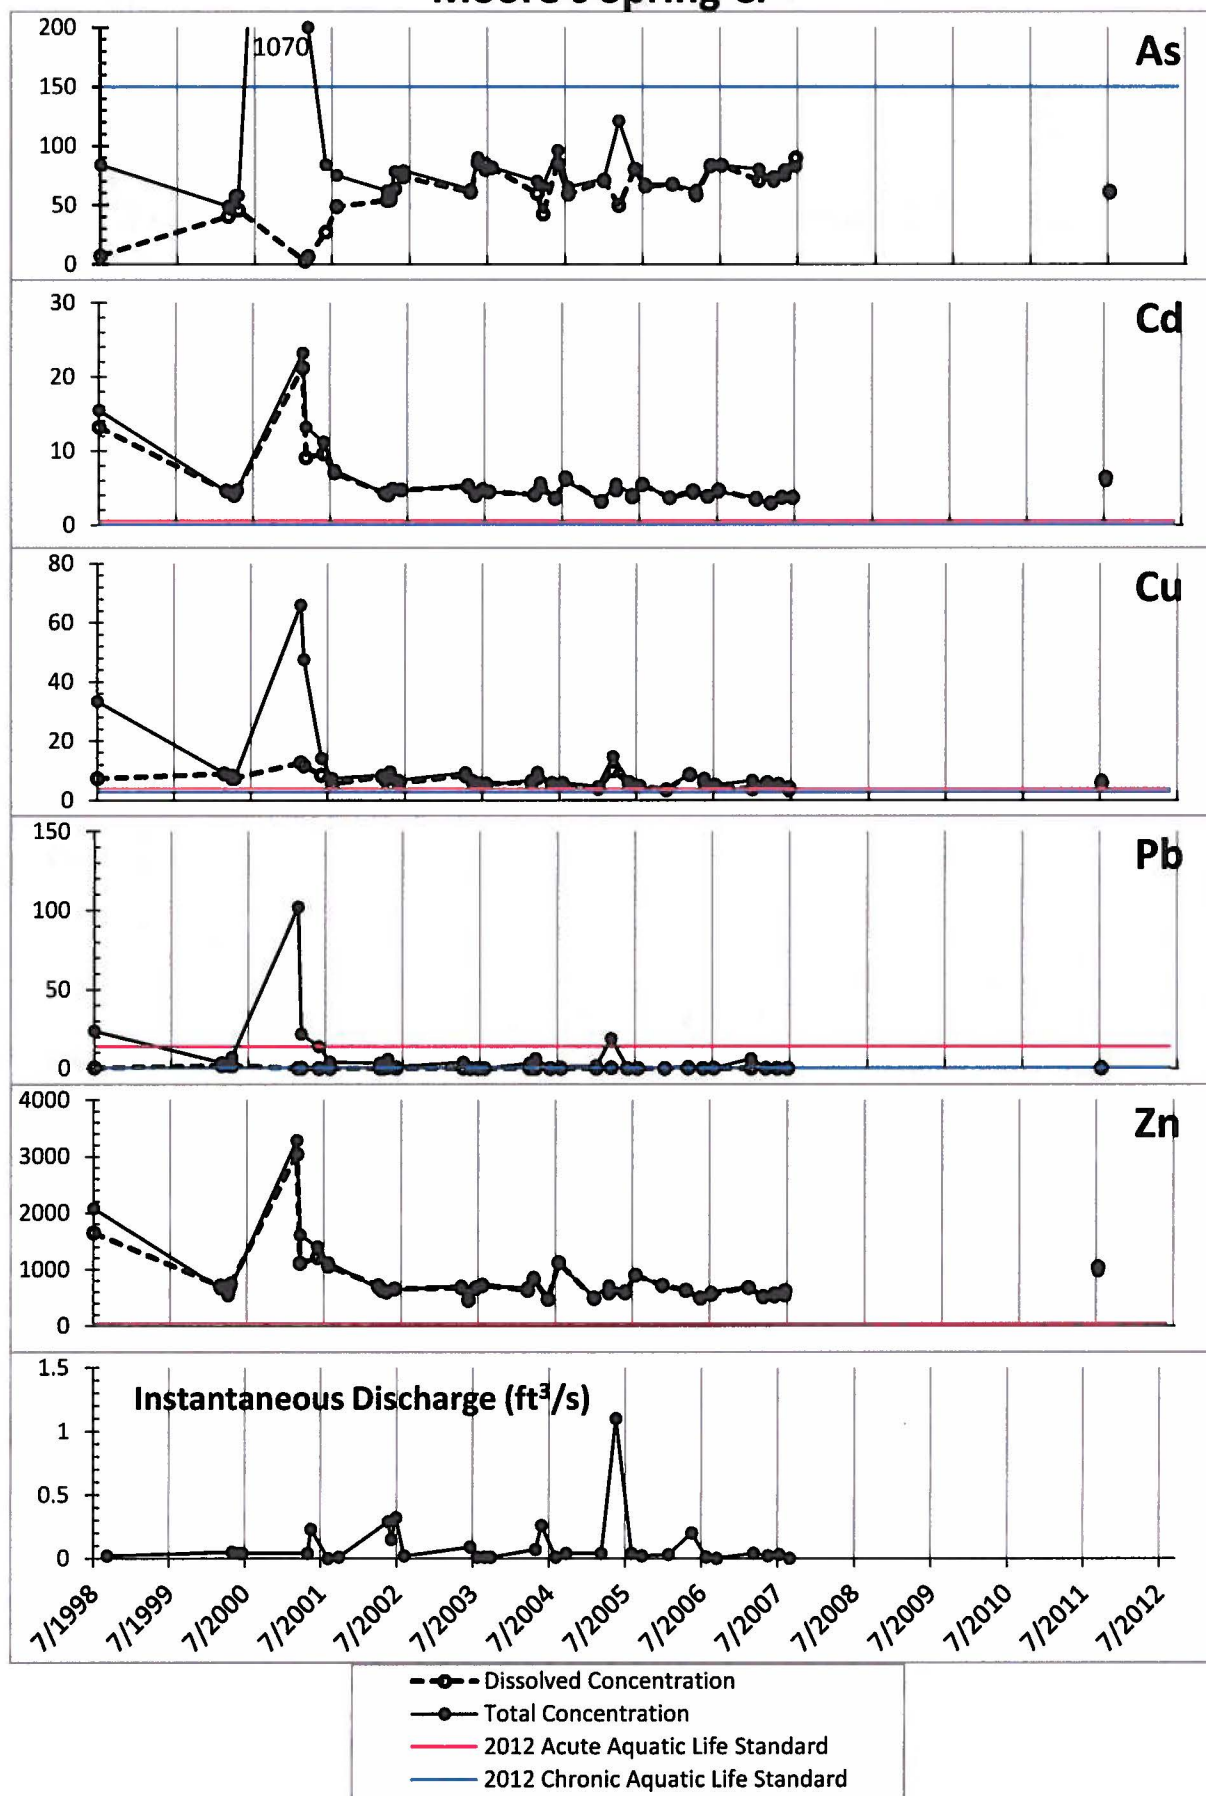 200
150
100
50
0
1070
As
30
20
10
0
Cd
80
60
40
20
0
Cu
150
100
50
0
Pb
4000
3000
2000
1000
0
Zn
1.5
1
0.5
0
Instantaneous Discharge (ft³/s)
7/1998 7/1999 7/2000 7/2001 7/2002 7/2003 7/2004 7/2005 7/2006 7/2007 7/2008 7/2009 7/2010 7/2011 7/2012
Dissolved Concentration
Total Concentration
2012 Acute Aquatic Life Standard
2012 Chronic Aquatic Life Standard